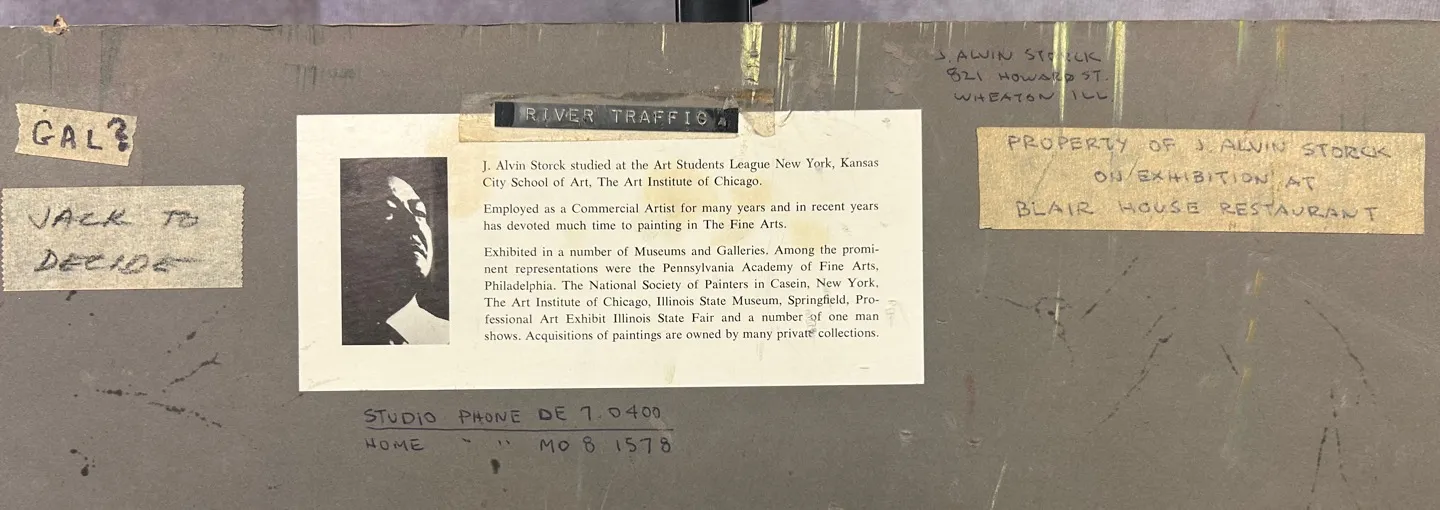 J. ALVIN STORCK
821 HOWARD ST.
WHEATON ILL.
GAL?
JACK TO
DECIDE
RIVER TRAFFIC
J. Alvin Storck studied at the Art Students League New York, Kansas
City School of Art, The Art Institute of Chicago.
Employed as a Commercial Artist for many years and in recent years
has devoted much time to painting in The Fine Arts.
Exhibited in a number of Museums and Galleries. Among the promi-
nent representations were the Pennsylvania Academy of Fine Arts,
Philadelphia. The National Society of Painters in Casein, New York,
The Art Institute of Chicago, Illinois State Museum, Springfield, Pro-
fessional Art Exhibit Illinois State Fair and a number of one man
shows. Acquisitions of paintings are owned by many private collections.
PROPERTY OF J. ALVIN STORCK
ON EXHIBITION AT
BLAIR HOUSE RESTAURANT
STUDIO PHONE DE 7.0400
HOME " " MO 8 1578